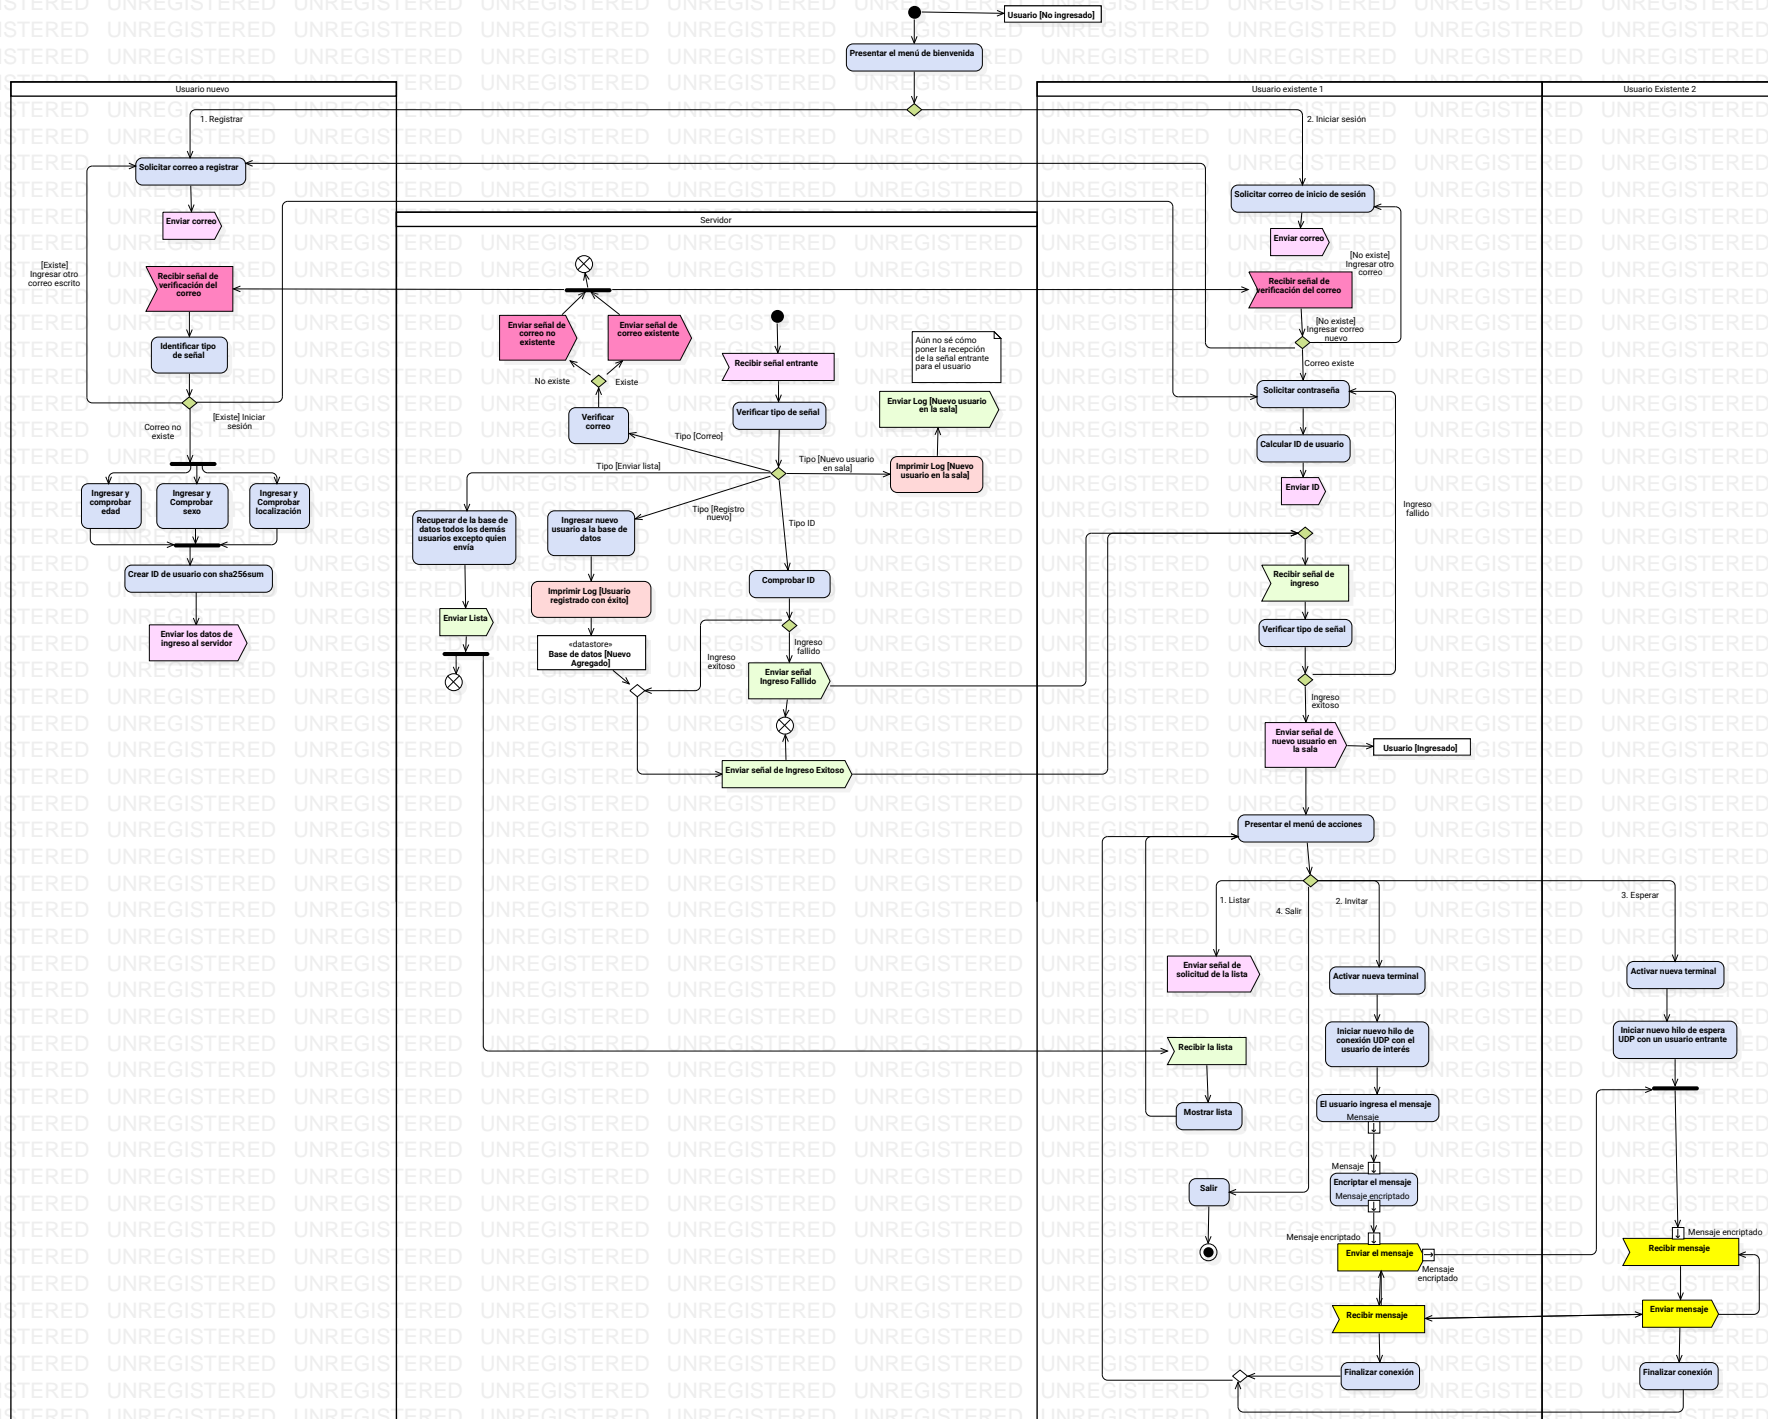 Usuario [No ingresado]
Presentar el menú de bienvenida
Usuario nuevo
Usuario existente 1
Usuario Existente 2
1. Registrar
2. Iniciar sesión
Solicitar correo a registrar
Enviar correo
[Existe]
Ingresar otro
correo escrito
Recibir señal de
verificación del
correo
Identificar tipo
de señal
[Existe] Iniciar
sesión
Correo no
existe
Ingresar y
comprobar
edad
Ingresar y
Comprobar
sexo
Ingresar y
Comprobar
localización
Crear ID de usuario con sha256sum
Enviar los datos de
ingreso al servidor
Servidor
Enviar señal de
correo no
existente
Enviar señal de
correo existente
No existe
Existe
Verificar
correo
Recibir señal entrante
Verificar tipo de señal
Aún no sé cómo
poner la recepción
de la señal entrante
para el usuario
Enviar Log [Nuevo usuario
en la sala]
Tipo [Correo]
Tipo [Enviar lista]
Tipo [Nuevo usuario
en sala]
Imprimir Log [Nuevo
usuario en la sala]
Tipo [Registro
nuevo]
Tipo ID
Recuperar de la base de
datos todos los demás
usuarios excepto quien
envía
Ingresar nuevo
usuario a la base de
datos
Comprobar ID
Imprimir Log [Usuario
registrado con éxito]
Enviar Lista
«datastore»
Base de datos [Nuevo
Agregado]
Ingreso
exitoso
Ingreso
fallido
Enviar señal
Ingreso Fallido
Enviar señal de Ingreso Exitoso
Solicitar correo de inicio de sesión
Enviar correo
[No existe]
Ingresar otro
correo
Recibir señal de
verificación del correo
[No existe]
Ingresar correo
nuevo
Correo existe
Solicitar contraseña
Calcular ID de usuario
Enviar ID
Ingreso
fallido
Recibir señal de
ingreso
Verificar tipo de señal
Ingreso
exitoso
Enviar señal de
nuevo usuario en
la sala
Usuario [Ingresado]
Presentar el menú de acciones
1. Listar
4. Salir
2. Invitar
3. Esperar
Enviar señal de
solicitud de la lista
Activar nueva terminal
Activar nueva terminal
Iniciar nuevo hilo de
conexión UDP con el
usuario de interés
Iniciar nuevo hilo de espera
UDP con un usuario entrante
Recibir la lista
Mostrar lista
El usuario ingresa el mensaje
Mensaje
Mensaje
Encriptar el mensaje
Mensaje encriptado
Salir
Mensaje encriptado
Enviar el mensaje
Mensaje
encriptado
Mensaje encriptado
Recibir mensaje
Recibir mensaje
Enviar mensaje
Finalizar conexión
Finalizar conexión